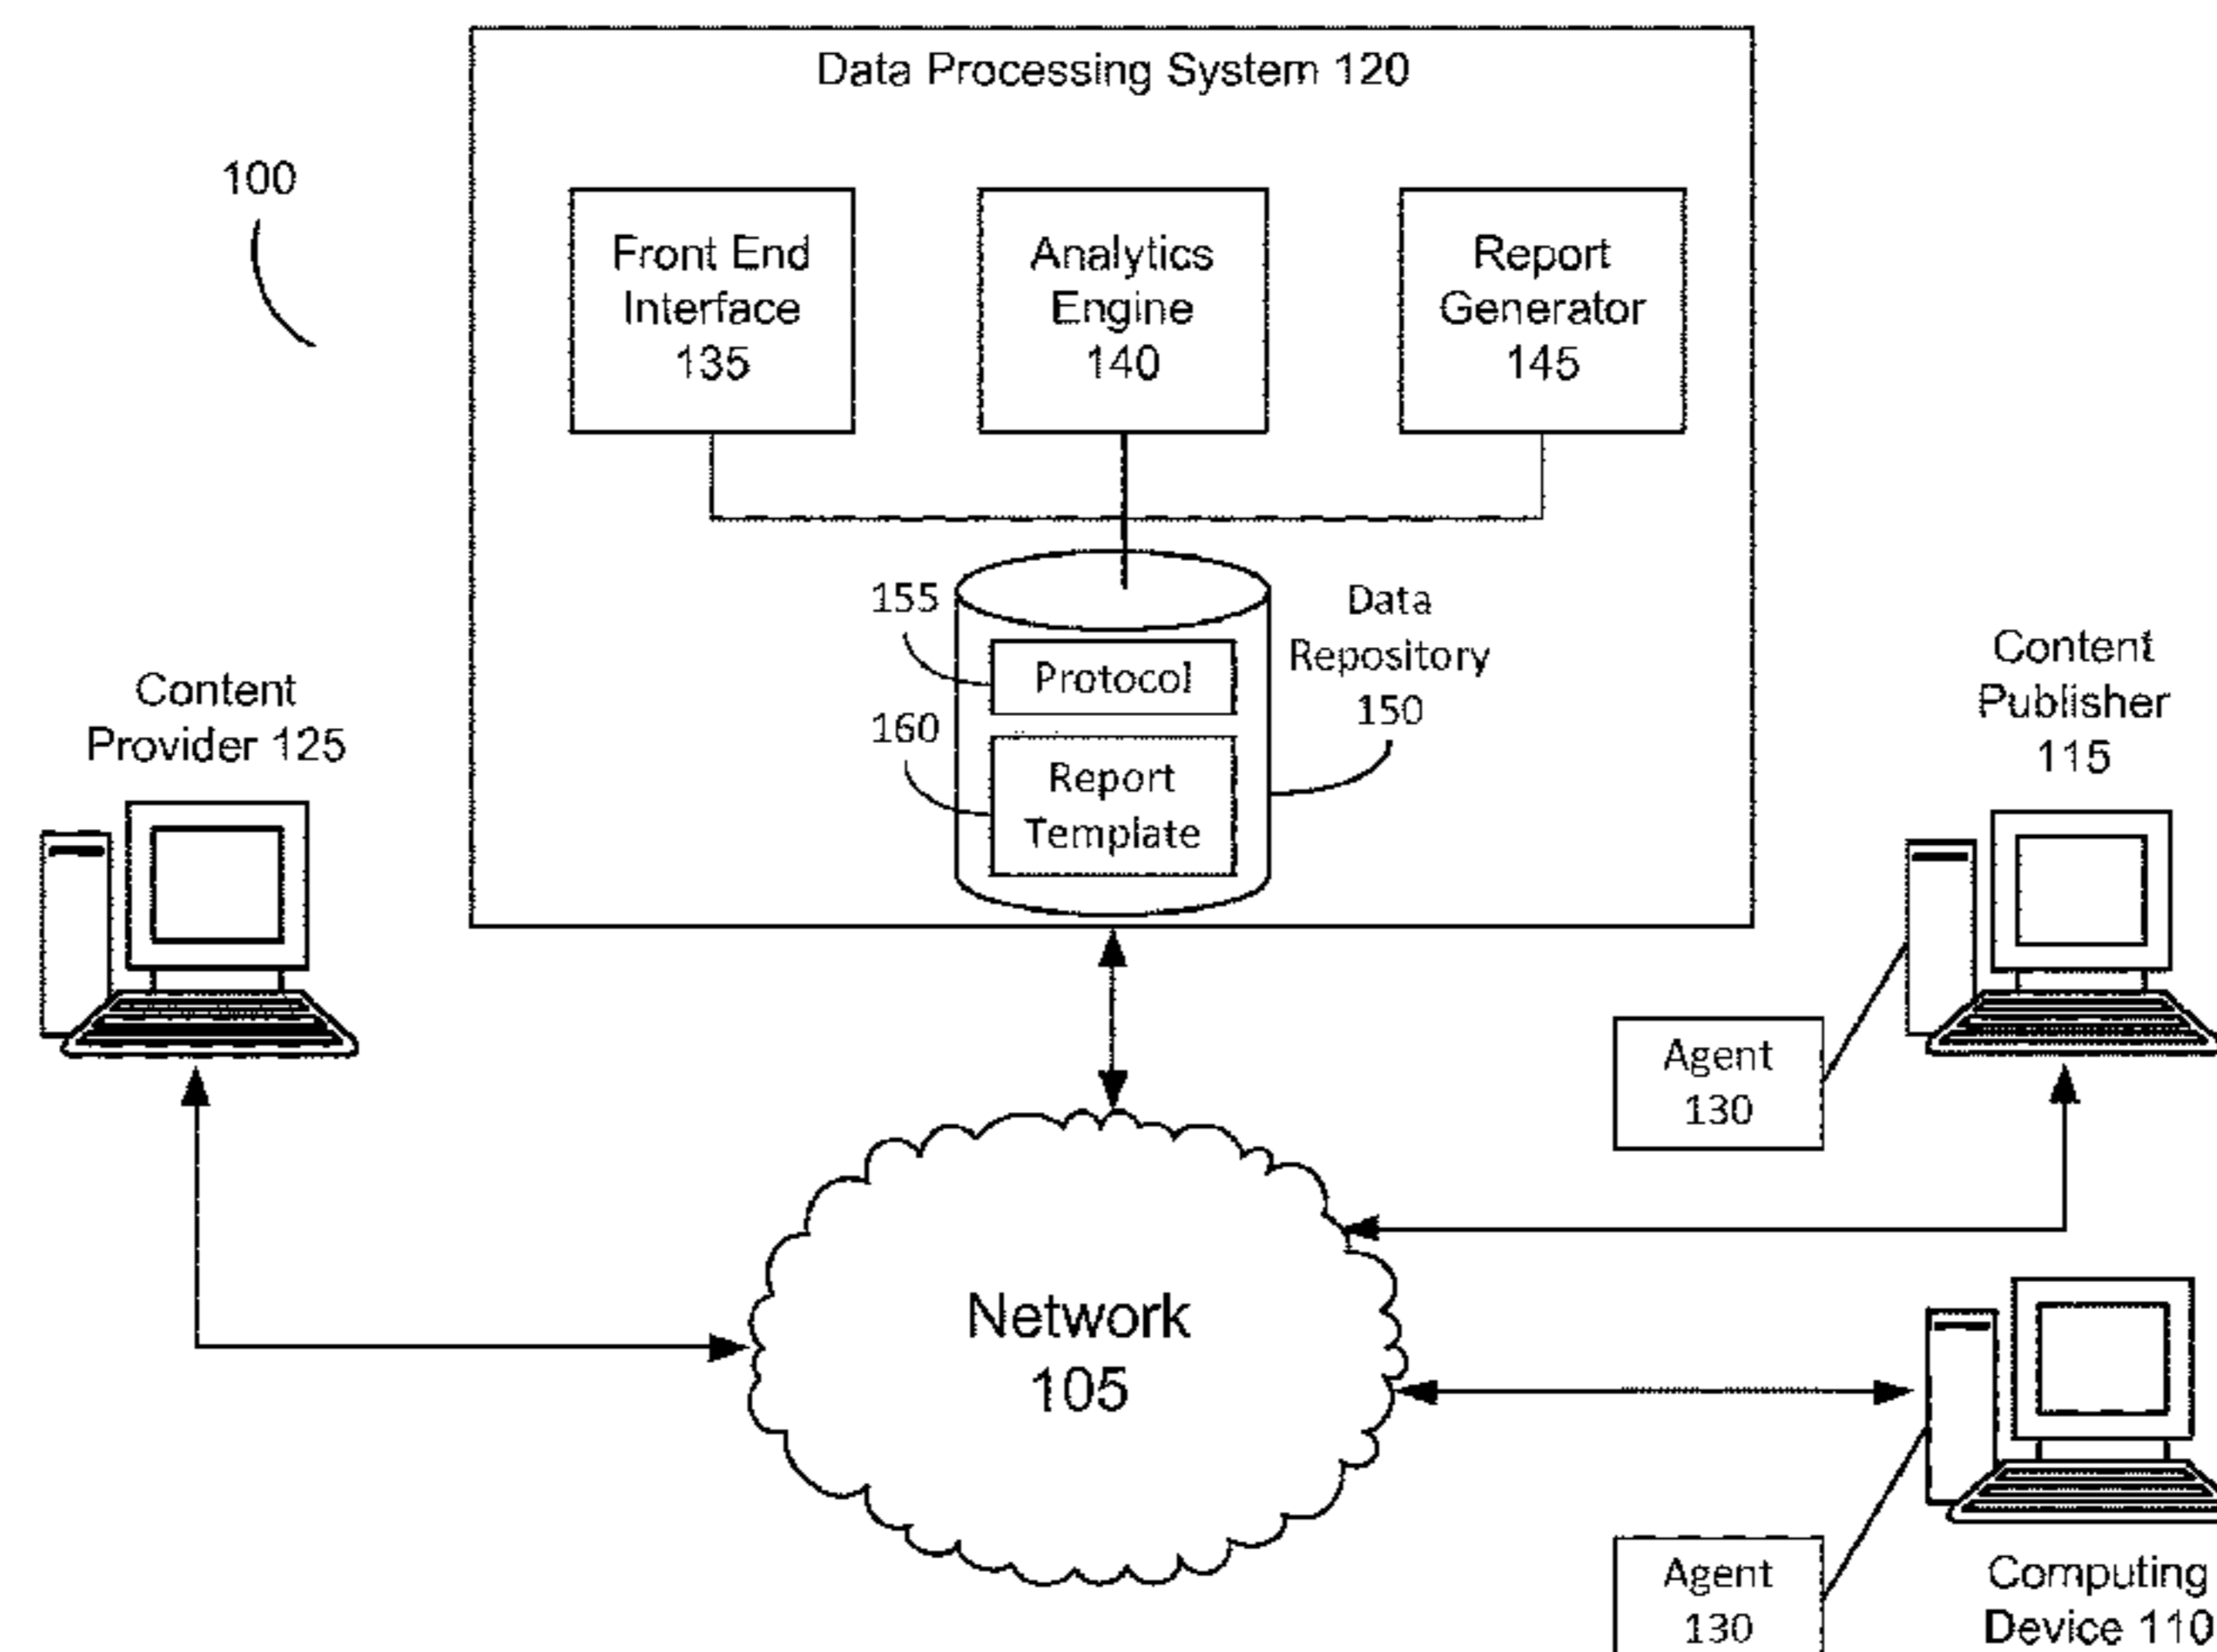 Data Processing System 120
100
Front End
Interface
135
Analytics
Engine
140
Report
Generator
145
155
Protocol
Data
Repository
150
160
Report
Template
Content
Provider 125
Content
Publisher
115
Agent
130
Network
105
Agent
130
Computing
Device 110